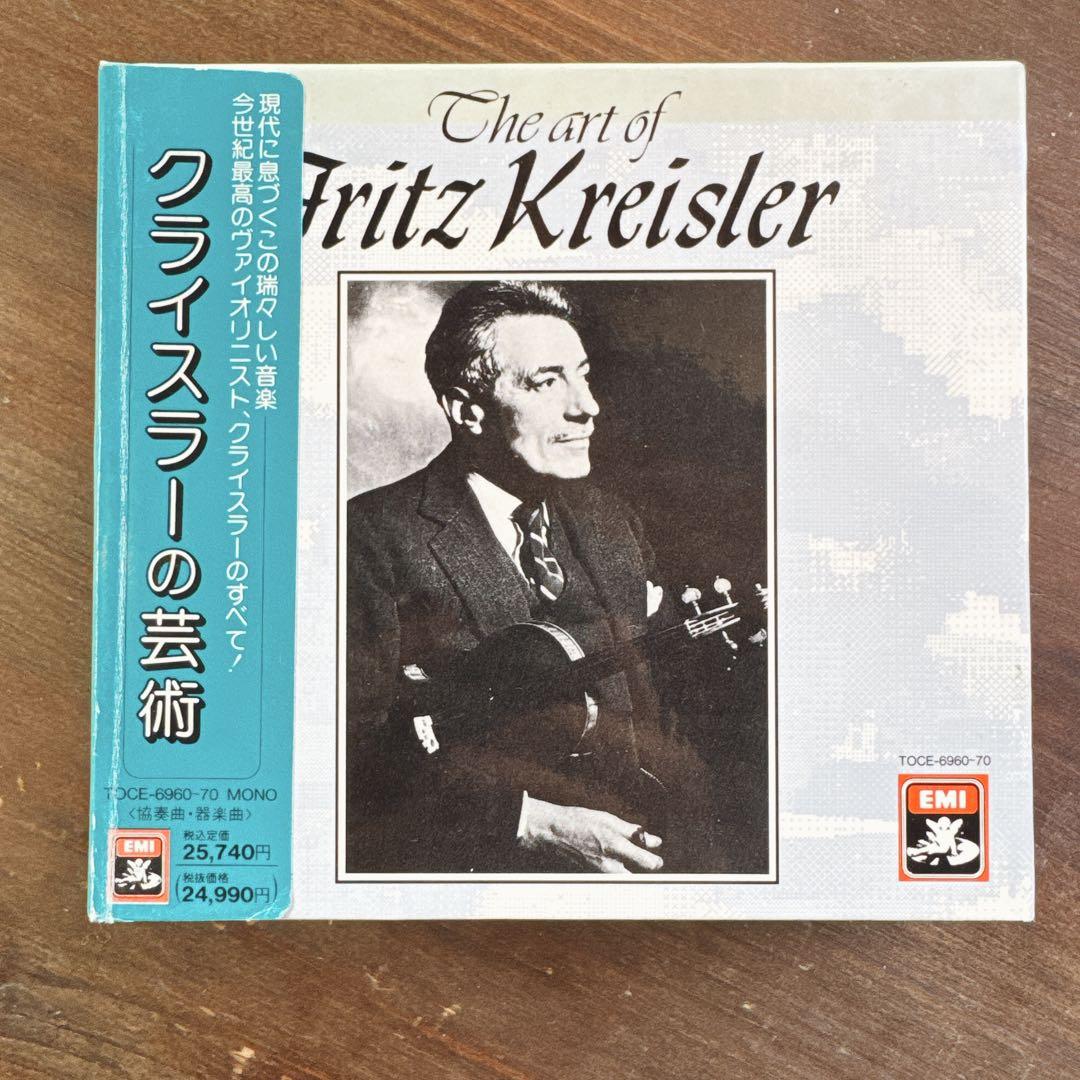 The art of
Fritz Kreisler
現代に息づくこの瑞々しい音楽
今世紀最高のヴァイオリニスト、クライスラーのすべて!
クライスラーの芸術
TOCE-6960-70 MONO
〈協奏曲・器楽曲〉
EMI
税込定価
25,740円
税抜価格
(24,990円)
TOCE-6960-70
EMI